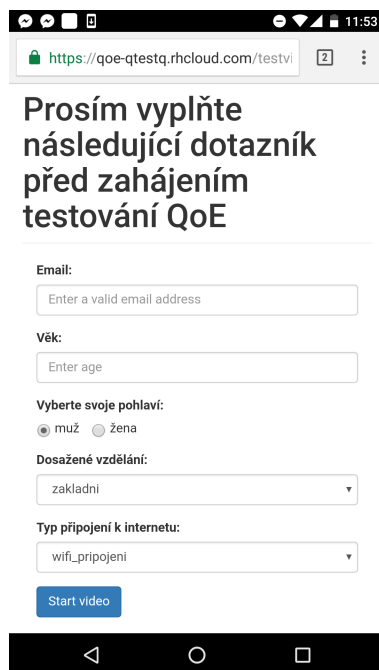 11:53
https://qoe-qtestq.rhcloud.com/testvi
2
Prosím vyplňte
následující dotazník
před zahájením
testování QoE
Email:
Enter a valid email address
Věk:
Enter age
Vyberte svoje pohlaví:
muž žena
Dosažené vzdělání:
zakladni
Typ připojení k internetu:
wifi_pripojeni
Start video